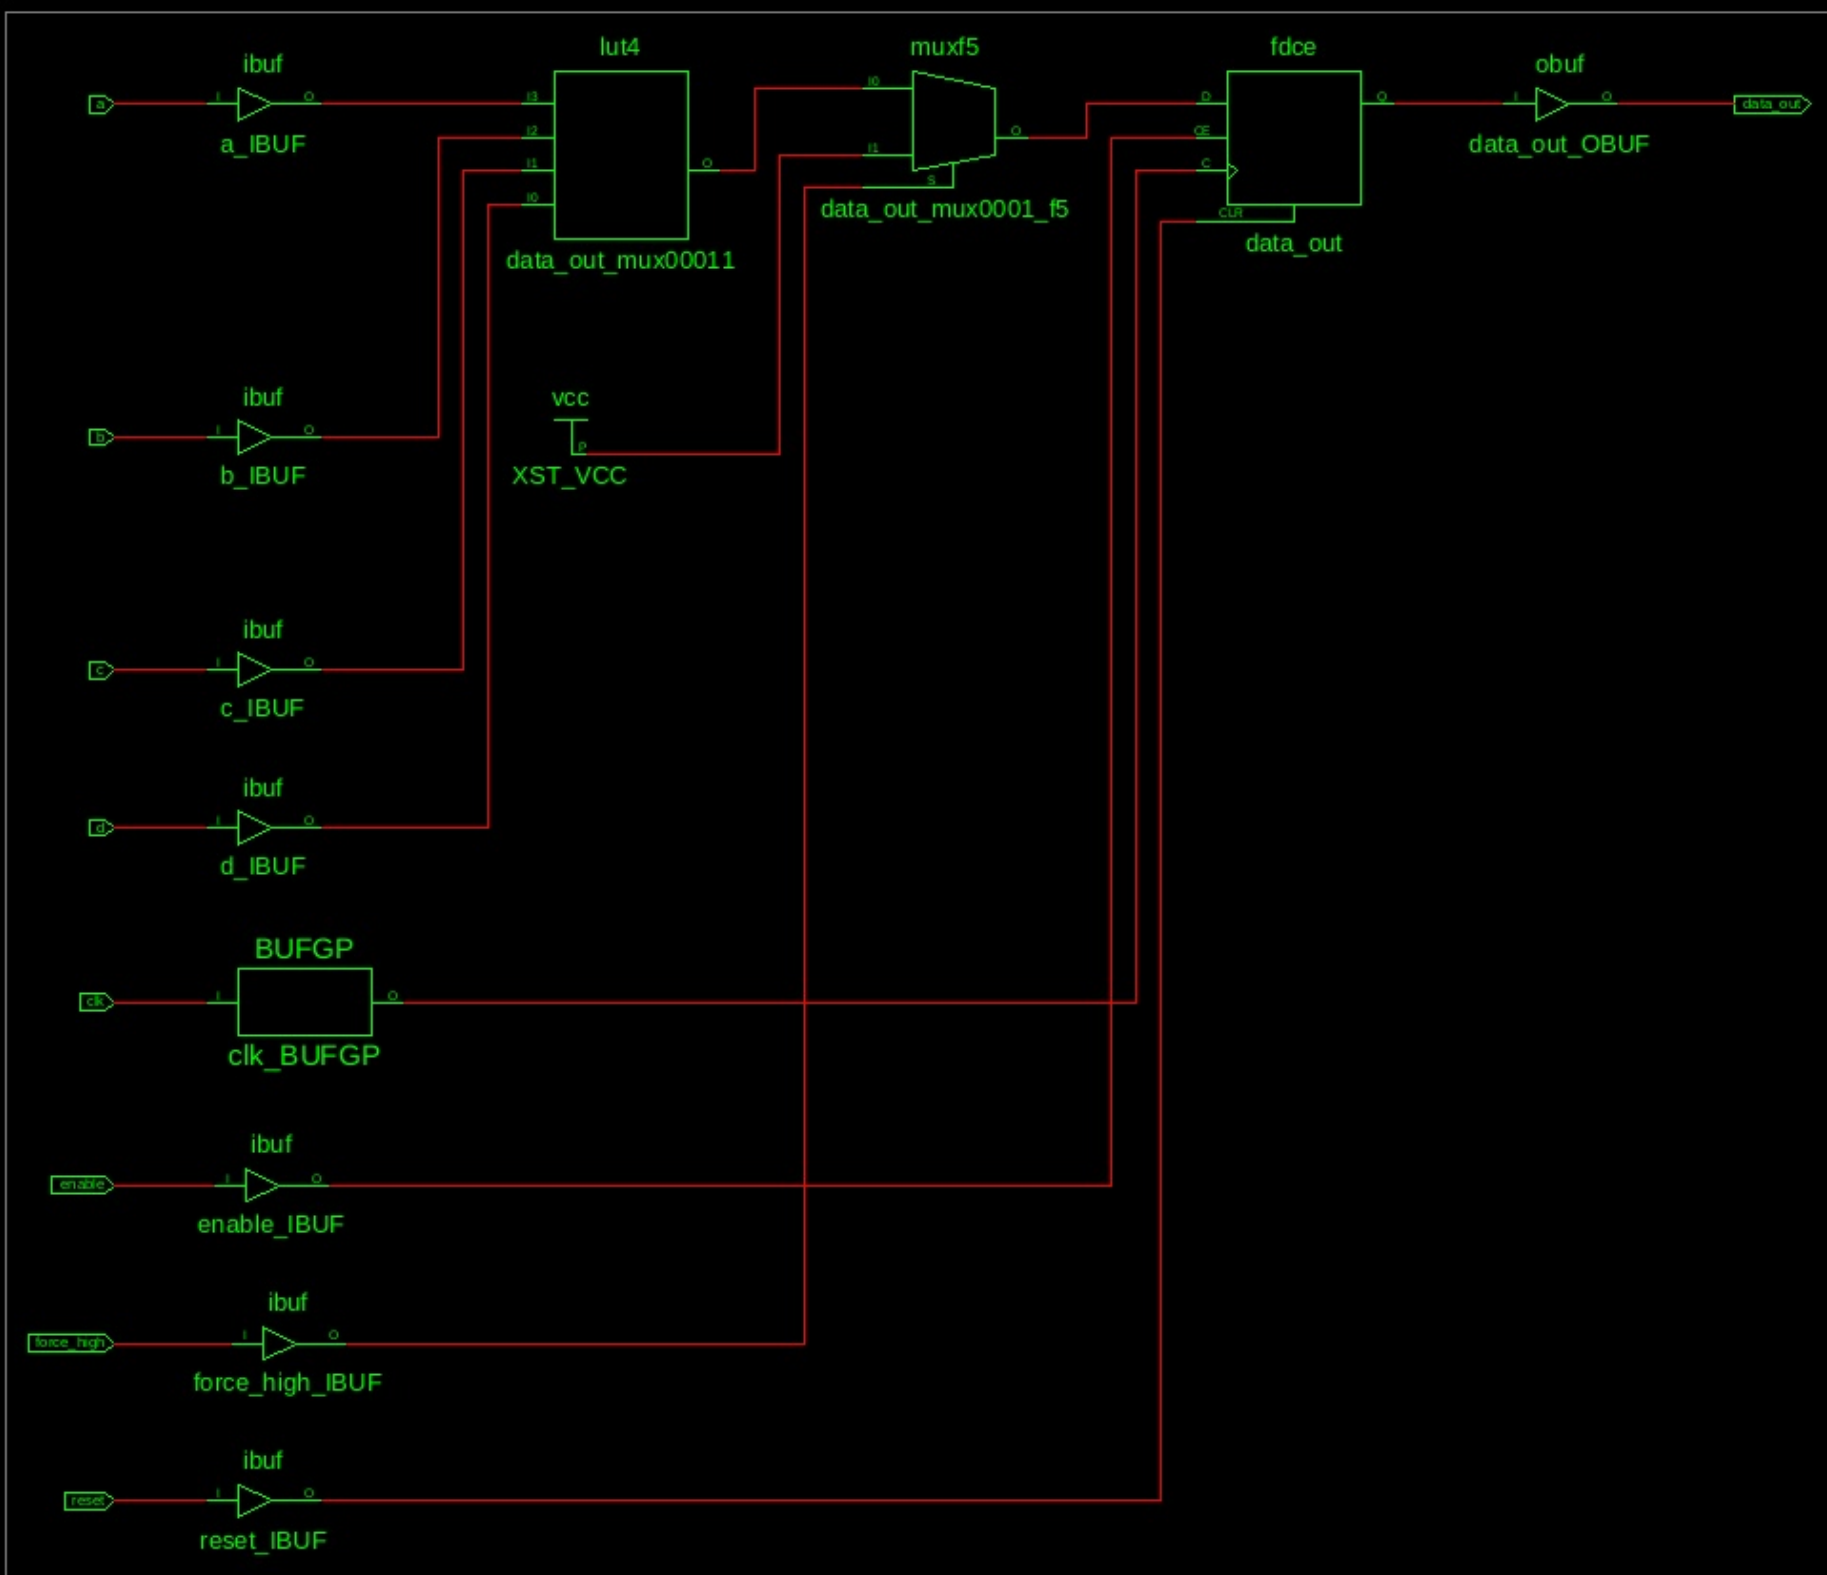 lut4
muxf5
fdce
ibuf
obuf
a
I
O
I3
I0
D
O
I
O
data_out
a_IBUF
I2
I1
O
I1
O
CE
C
data_out_OBUF
I0
S
CLR
data_out_mux0001_f5
data_out
data_out_mux00011
ibuf
vcc
b
I
O
P
b_IBUF
XST_VCC
ibuf
c
I
O
c_IBUF
ibuf
d
I
O
d_IBUF
BUFGP
clk
I
O
clk_BUFGP
ibuf
enable
I
O
enable_IBUF
ibuf
force_high
I
O
force_high_IBUF
ibuf
reset
I
O
reset_IBUF